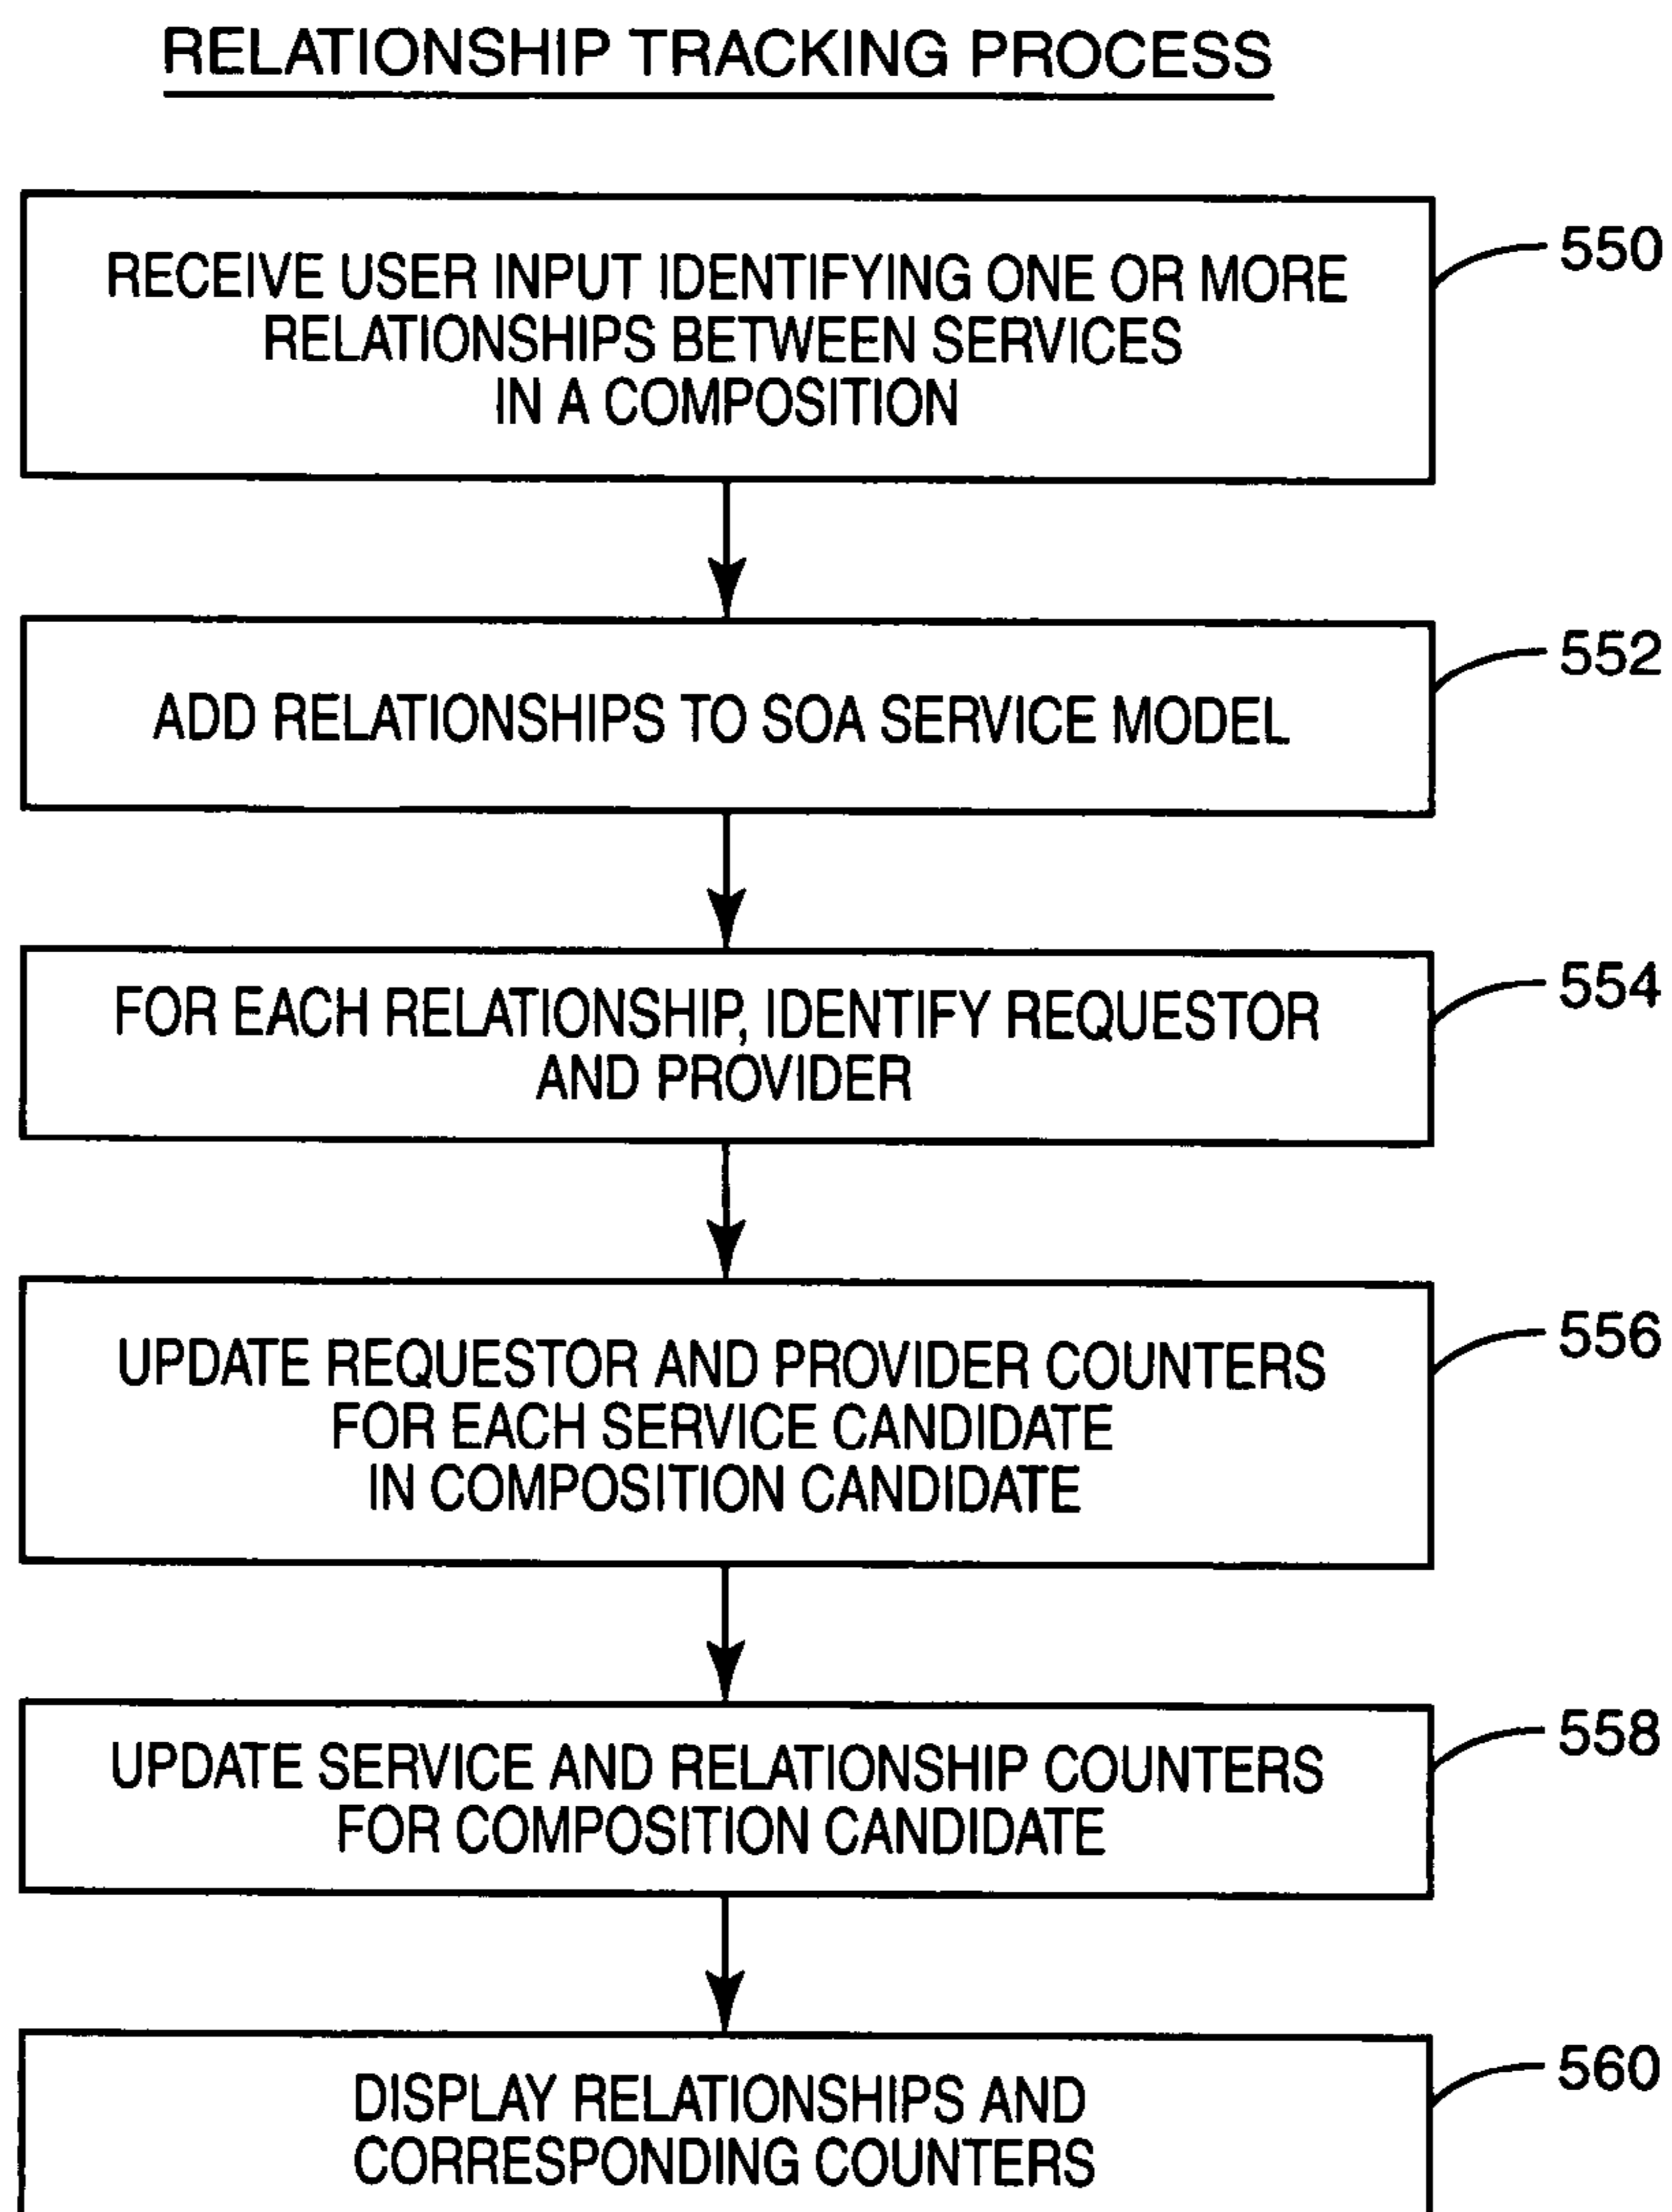 RELATIONSHIP TRACKING PROCESS
RECEIVE USER INPUT IDENTIFYING ONE OR MORE
RELATIONSHIPS BETWEEN SERVICES
IN A COMPOSITION
550
ADD RELATIONSHIPS TO SOA SERVICE MODEL
552
FOR EACH RELATIONSHIP, IDENTIFY REQUESTOR
AND PROVIDER
554
UPDATE REQUESTOR AND PROVIDER COUNTERS
FOR EACH SERVICE CANDIDATE
IN COMPOSITION CANDIDATE
556
UPDATE SERVICE AND RELATIONSHIP COUNTERS
FOR COMPOSITION CANDIDATE
558
DISPLAY RELATIONSHIPS AND
CORRESPONDING COUNTERS
560